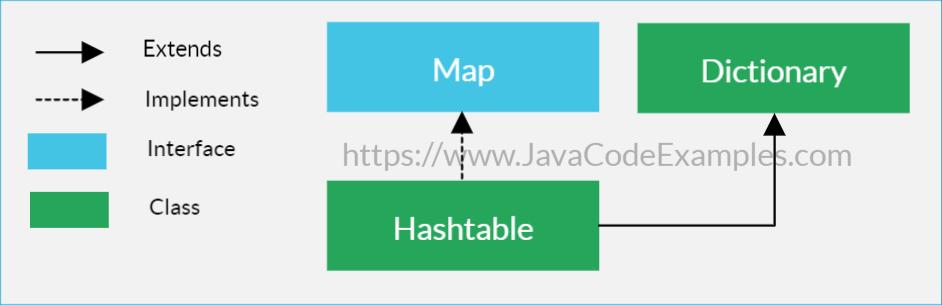 Extends
Implements
Interface
Class
Map
Dictionary
https://www.JavaCodeExamples.com
Hashtable